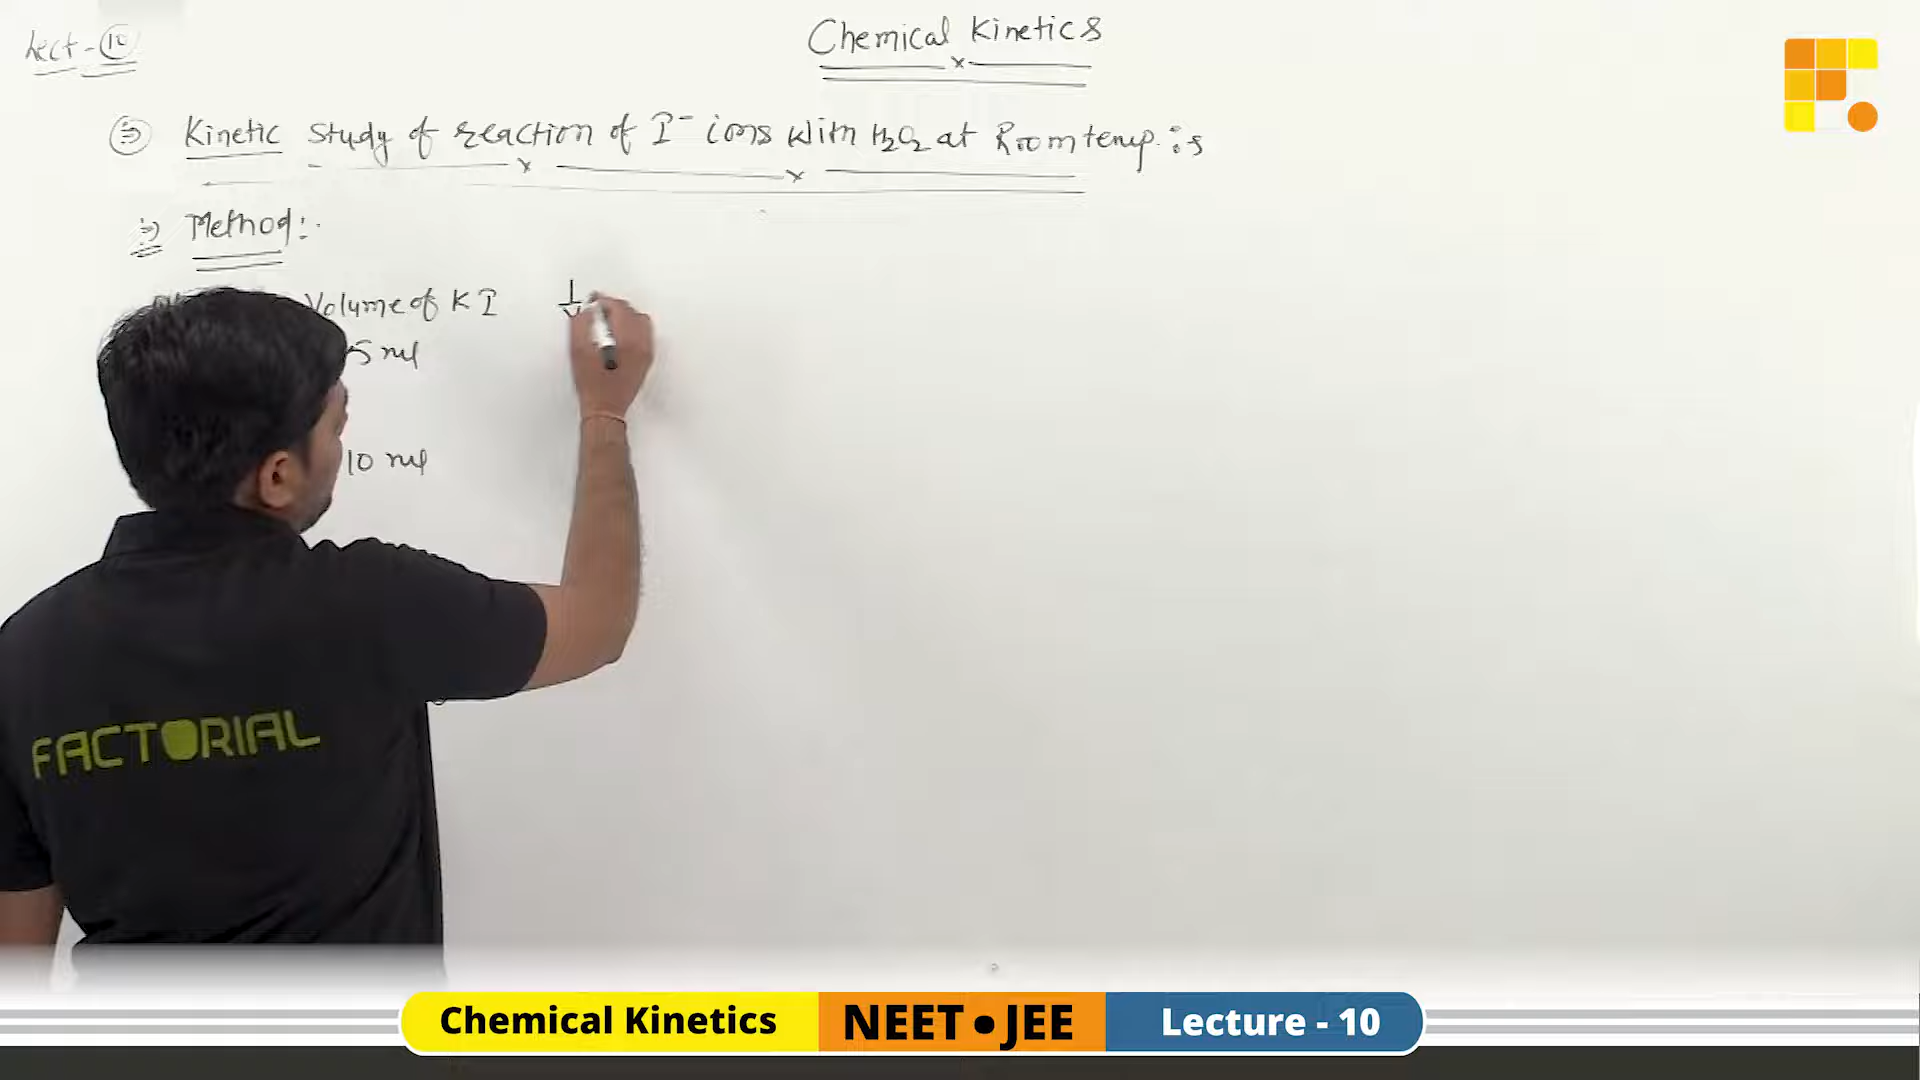 Lect-10
Chemical Kinetics
⇒ Kinetic study of reaction of I⁻ ions With H₂O₂ at Room temp. :s
⇒ Method :-
Volume of KI
5 ml
10 ml
FACTORIAL
Chemical Kinetics NEET • JEE Lecture - 10